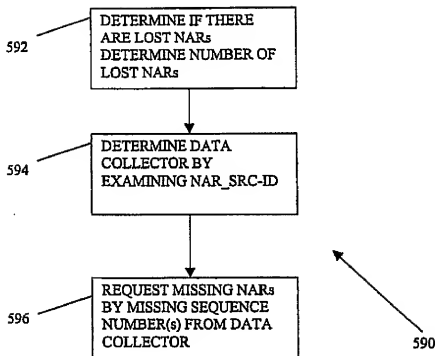 592
DETERMINE IF THERE
ARE LOST NARs
DETERMINE NUMBER OF
LOST NARs
594
DETERMINE DATA
COLLECTOR BY
EXAMINING NAR_SRC-ID
596
REQUEST MISSING NARs
BY MISSING SEQUENCE
NUMBER(s) FROM DATA
COLLECTOR
590